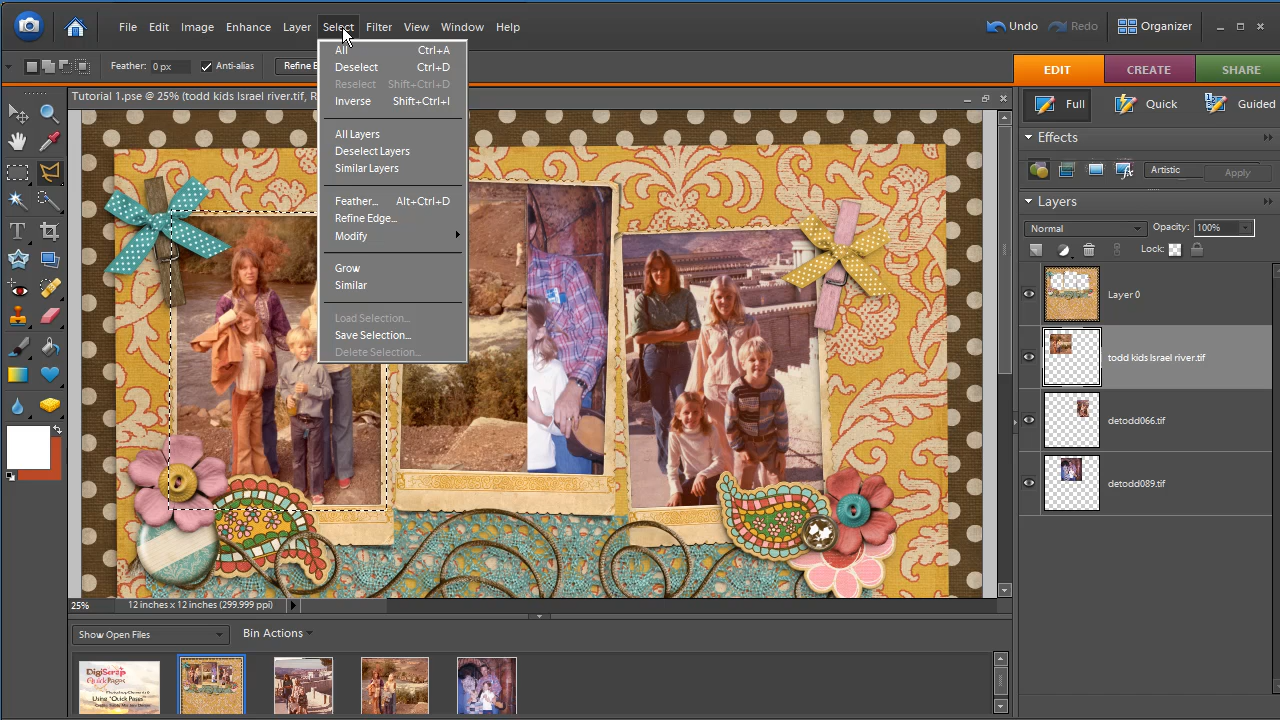 File Edit Image Enhance Layer Select Filter View Window Help Undo Redo Organizer
Feather: 0 px Anti-alias Refine E
EDIT CREATE SHARE
All Ctrl+A
Deselect Ctrl+D
Reselect Shift+Ctrl+D
Inverse Shift+Ctrl+I
All Layers
Deselect Layers
Similar Layers
Feather... Alt+Ctrl+D
Refine Edge...
Modify
Grow
Similar
Load Selection...
Save Selection...
Delete Selection...
Tutorial 1.pse @ 25% (todd kids Israel river.tif, R
Full Quick Guided
Effects
Artistic Apply
Layers
Normal Opacity: 100%
Lock:
Layer 0
todd kids Israel river.tif
detodd066.tif
detodd089.tif
25% 12 inches x 12 inches (299.999 ppi)
Show Open Files Bin Actions
DigiScrap
QuickPages
Using "Quick Pages"